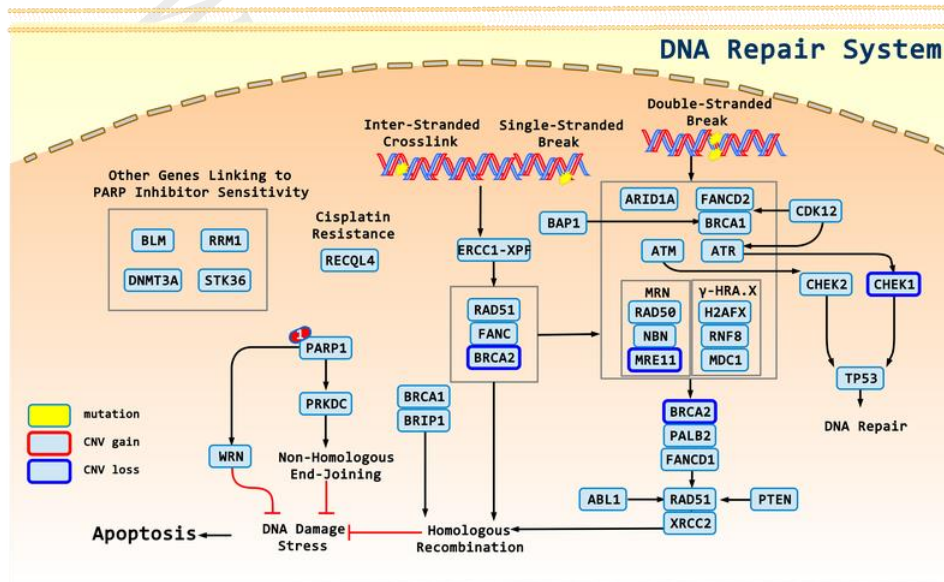 DNA Repair System
Double-Stranded
Break
Inter-Stranded
Crosslink
Single-Stranded
Break
Other Genes Linking to
PARP Inhibitor Sensitivity
BLM
RRM1
DNMT3A
STK36
Cisplatin
Resistance
RECQL4
BAP1
ERCC1-XPF
RAD51
FANC
BRCA2
ARID1A
FANCD2
BRCA1
CDK12
ATM
ATR
CHEK2
CHEK1
MRN
RAD50
NBN
MRE11
γ-HRA.X
H2AFX
RNF8
MDC1
TP53
DNA Repair
1
PARP1
PRKDC
WRN
Non-Homologous
End-Joining
BRCA1
BRIP1
BRCA2
PALB2
FANCD1
ABL1
RAD51
PTEN
XRCC2
mutation
CNV gain
CNV loss
Apoptosis
DNA Damage
Stress
Homologous
Recombination